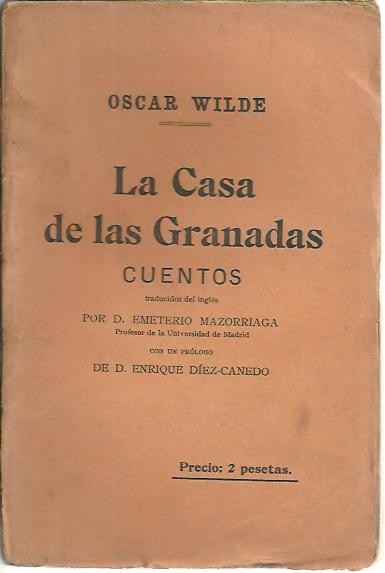 OSCAR WILDE
La Casa
de las Granadas
CUENTOS
traducidos del inglés
POR D. EMETERIO MAZORRIAGA
Profesor de la Universidad de Madrid
CON UN PRÓLOGO
DE D. ENRIQUE DÍEZ-CANEDO
Precio: 2 pesetas.